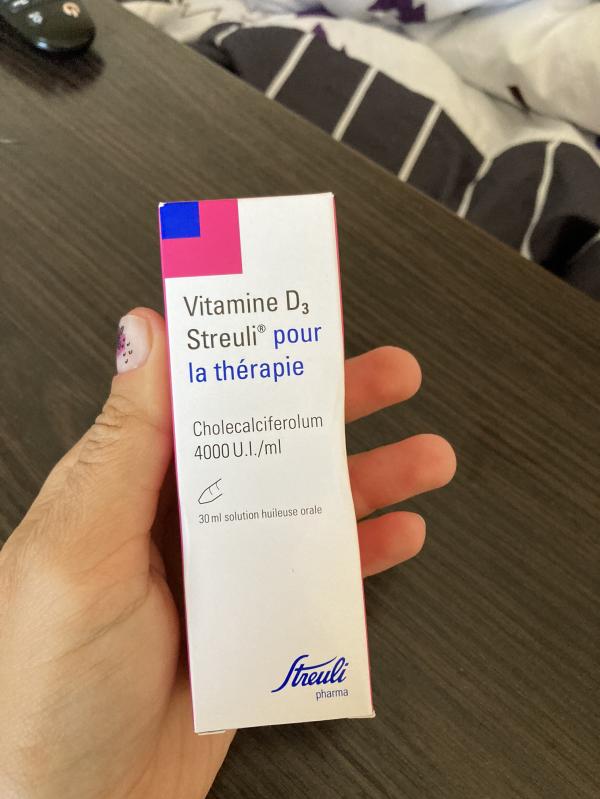 Vitamine D₃
Streuli® pour
la thérapie
Cholecalciferolum
4000 U.I./ml
30 ml solution huileuse orale
Streuli
pharma